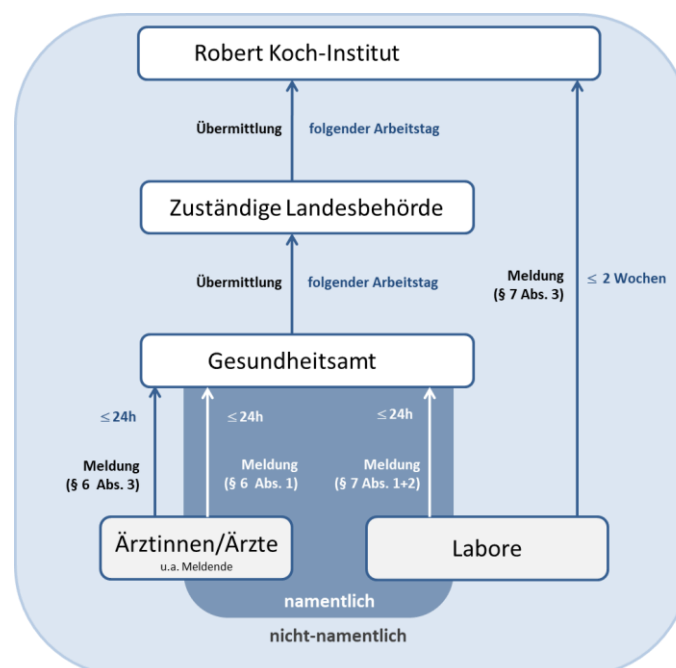 Robert Koch-Institut
Übermittlung folgender Arbeitstag
Zuständige Landesbehörde
Meldung
(§ 7 Abs. 3)
≤ 2 Wochen
Übermittlung folgender Arbeitstag
Gesundheitsamt
≤ 24h
≤ 24h
≤ 24h
Meldung
(§ 6 Abs. 3)
Meldung
(§ 6 Abs. 1)
Meldung
(§ 7 Abs. 1+2)
Ärztinnen/Ärzte
u.a. Meldende
Labore
namentlich
nicht-namentlich